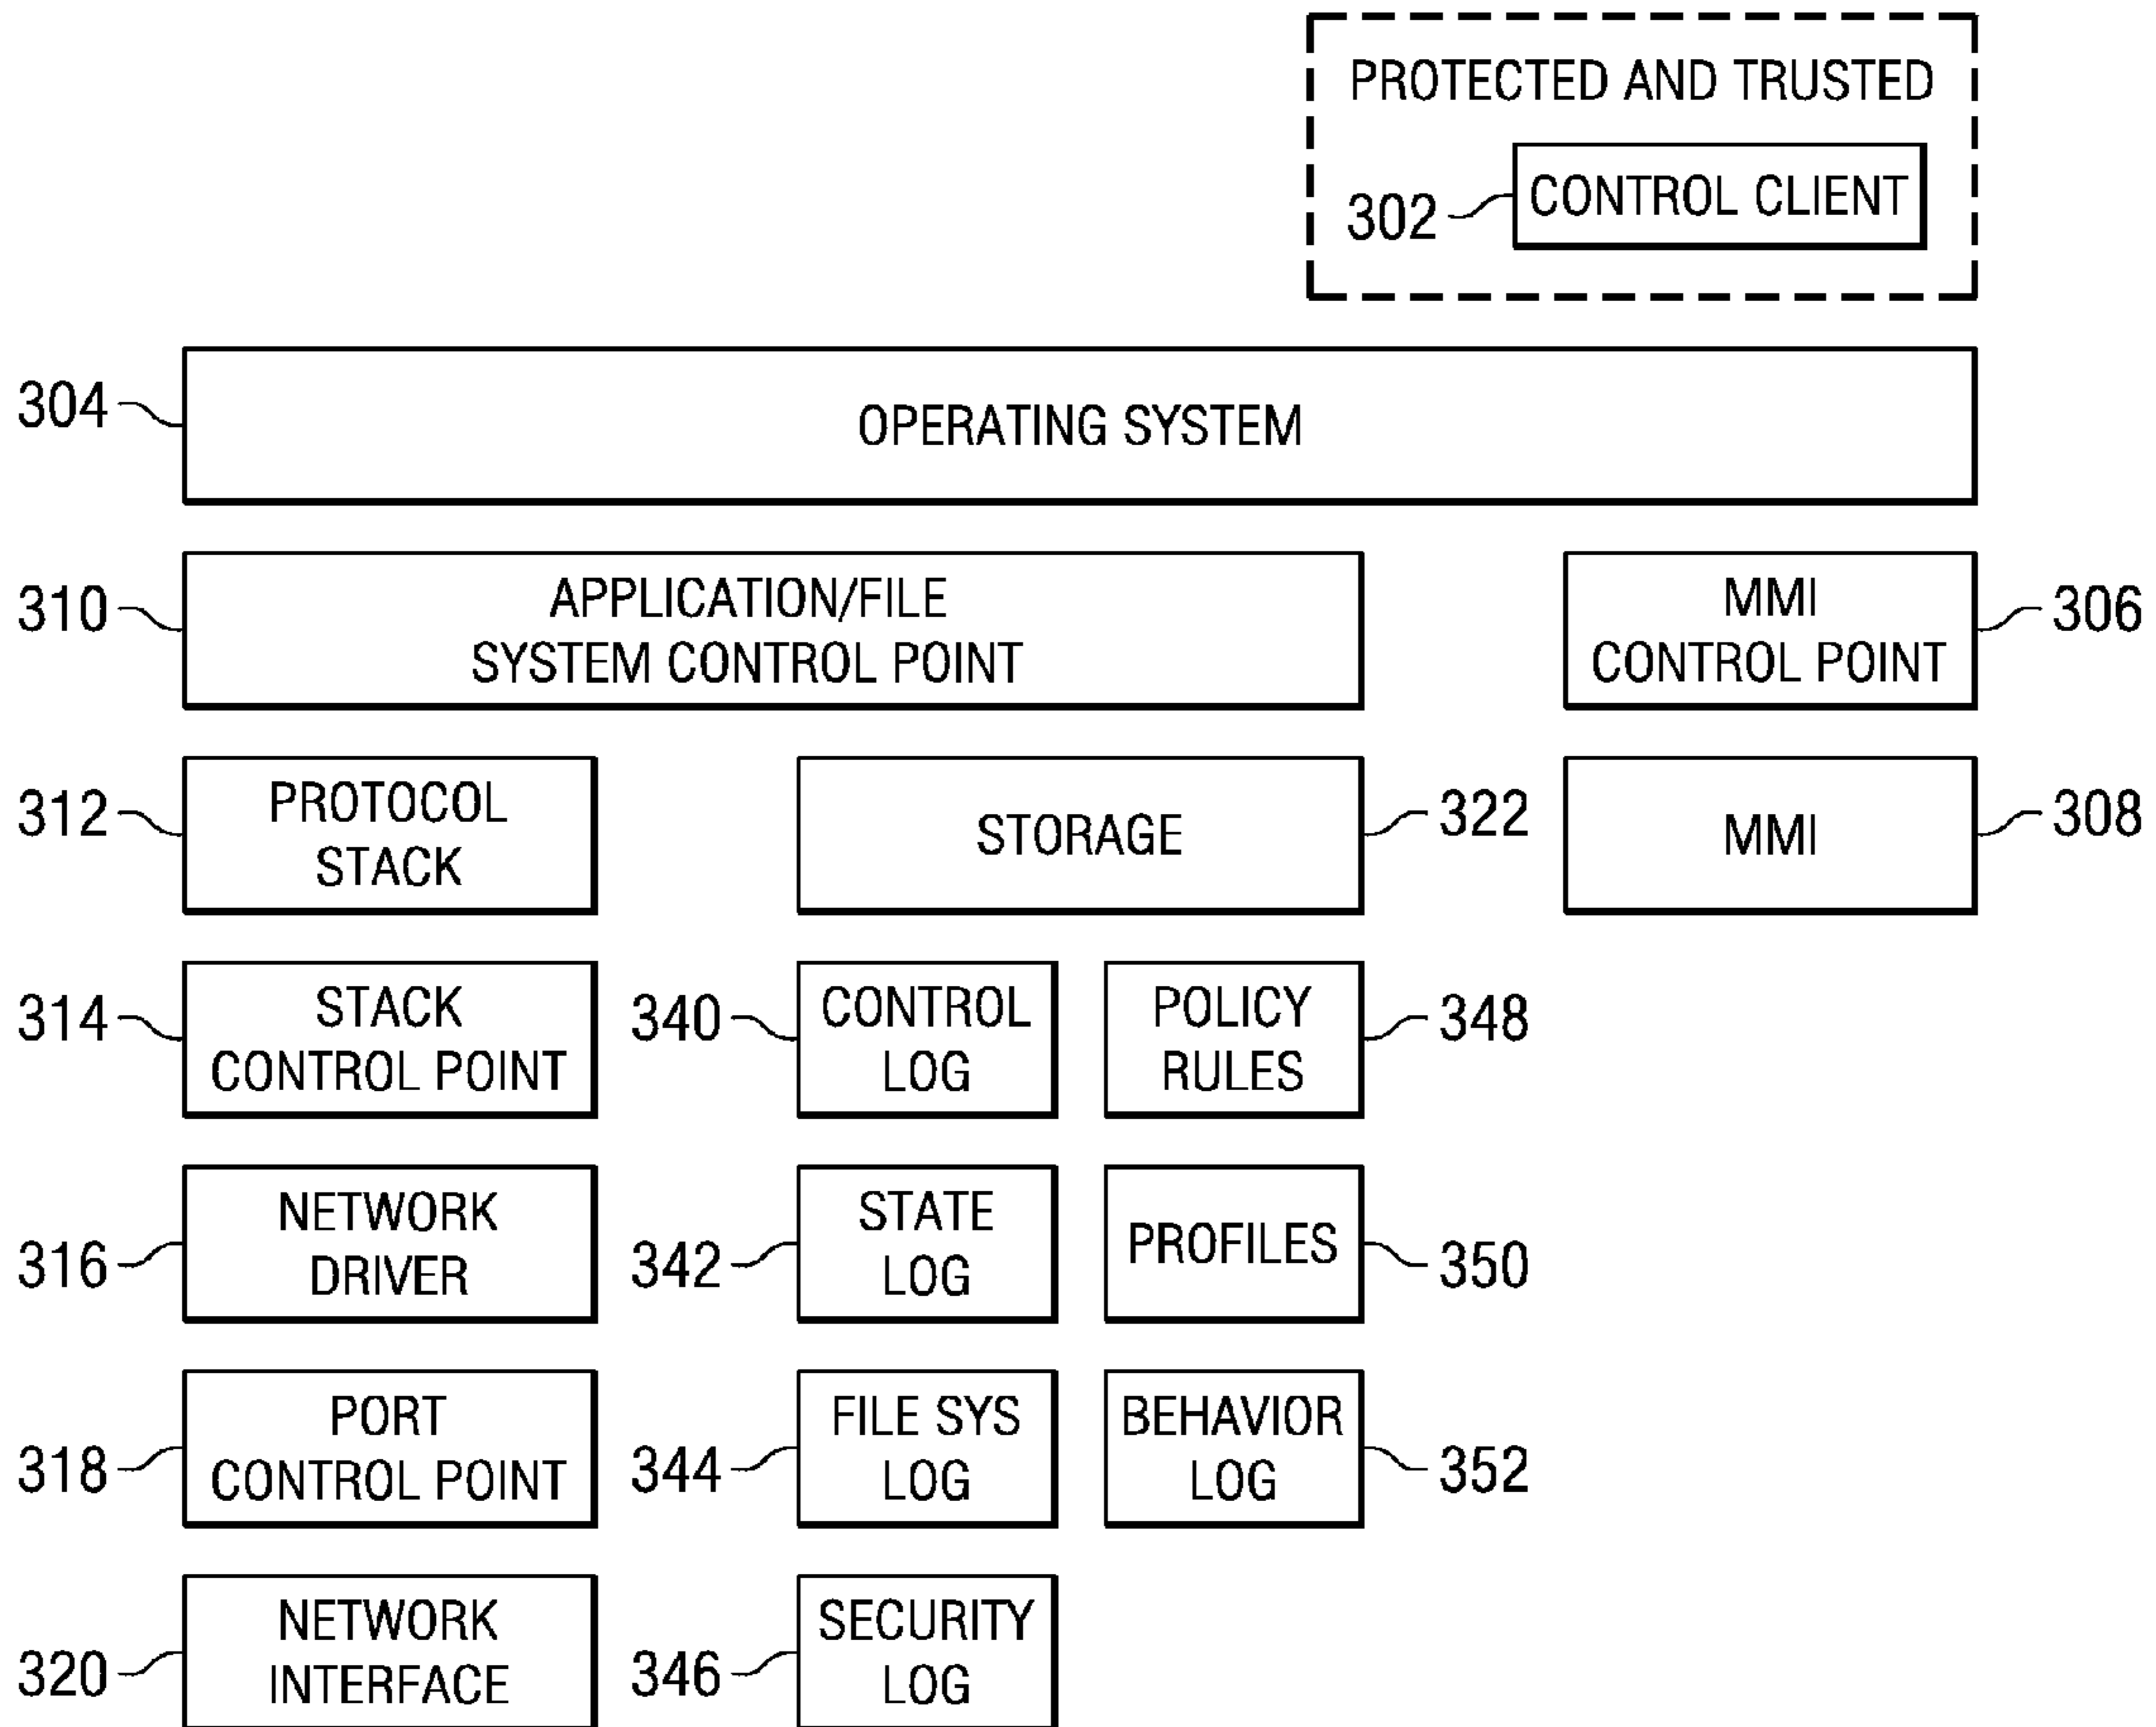 PROTECTED AND TRUSTED
302
CONTROL CLIENT
304
OPERATING SYSTEM
310
APPLICATION/FILE
SYSTEM CONTROL POINT
MMI
CONTROL POINT
306
312
PROTOCOL
STACK
STORAGE
322
MMI
308
314
STACK
CONTROL POINT
340
CONTROL
LOG
POLICY
RULES
348
316
NETWORK
DRIVER
342
STATE
LOG
PROFILES
350
318
PORT
CONTROL POINT
344
FILE SYS
LOG
BEHAVIOR
LOG
352
320
NETWORK
INTERFACE
346
SECURITY
LOG